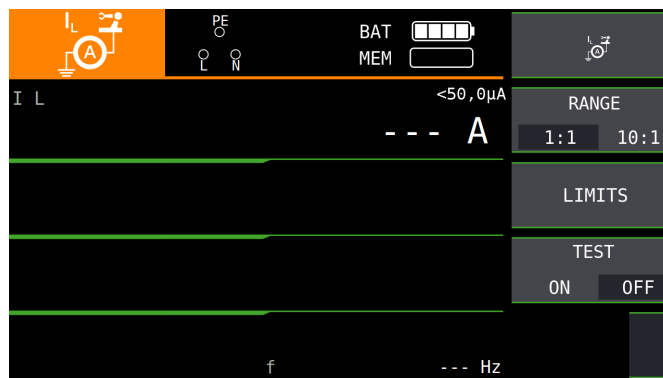 IL
A
PE
L N
BAT
MEM
A
I L
<50,0µA
--- A
RANGE
1:1 10:1
LIMITS
TEST
ON OFF
f --- Hz